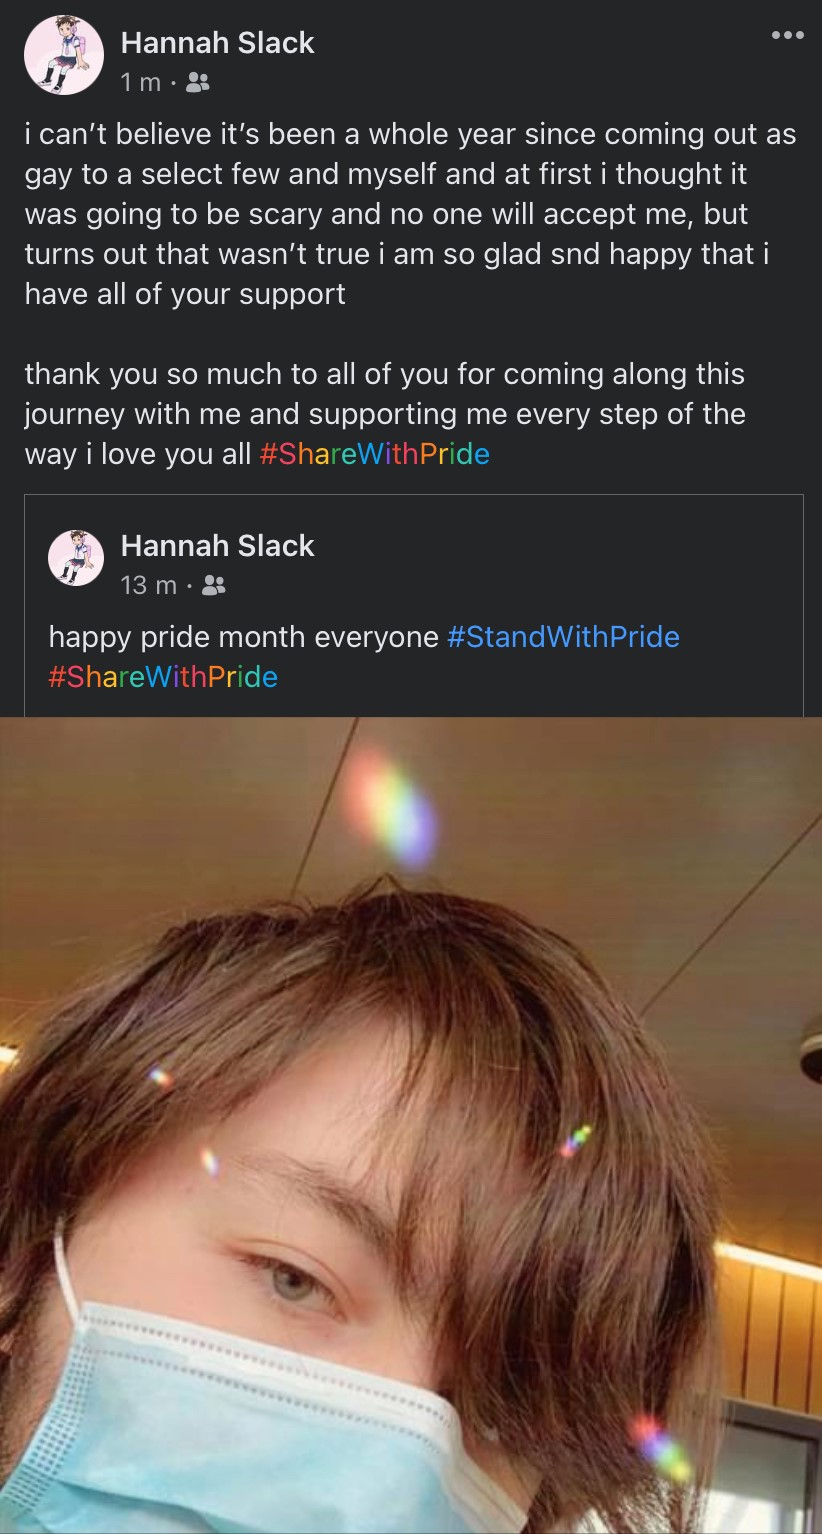 Hannah Slack
1 m ·
i can’t believe it’s been a whole year since coming out as
gay to a select few and myself and at first i thought it
was going to be scary and no one will accept me, but
turns out that wasn’t true i am so glad snd happy that i
have all of your support
thank you so much to all of you for coming along this
journey with me and supporting me every step of the
way i love you all #ShareWithPride
Hannah Slack
13 m ·
happy pride month everyone #StandWithPride
#ShareWithPride